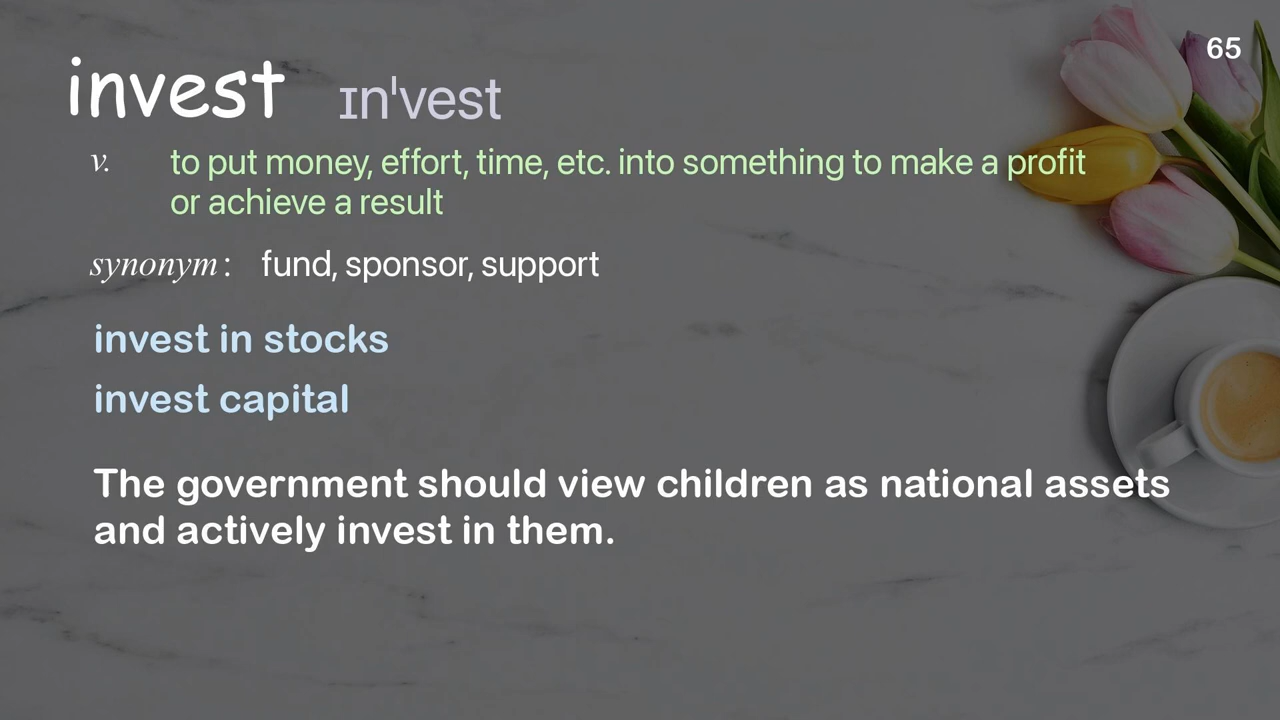 65
invest ɪn'vest
v. to put money, effort, time, etc. into something to make a profit
or achieve a result
synonym: fund, sponsor, support
invest in stocks
invest capital
The government should view children as national assets
and actively invest in them.